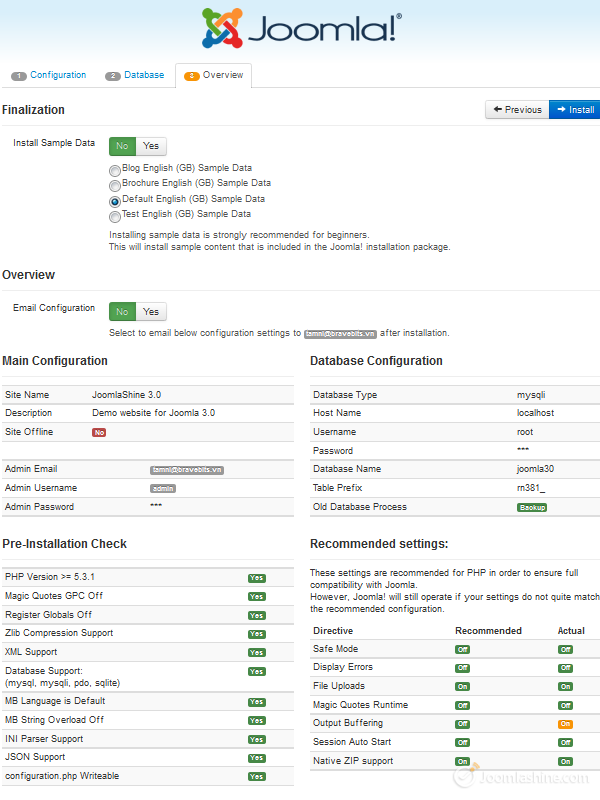 Joomla!®
1 Configuration 2 Database 3 Overview
Finalization
Previous Install
Install Sample Data No Yes
Blog English (GB) Sample Data
Brochure English (GB) Sample Data
Default English (GB) Sample Data
Test English (GB) Sample Data
Installing sample data is strongly recommended for beginners.
This will install sample content that is included in the Joomla! installation package.
Overview
Email Configuration No Yes
Select to email below configuration settings to tamnl@bravebits.vn after installation.
Main Configuration
Site Name JoomlaShine 3.0
Description Demo website for Joomla 3.0
Site Offline No
Admin Email tamnl@bravebits.vn
Admin Username admin
Admin Password ***
Database Configuration
Database Type mysqli
Host Name localhost
Username root
Password ***
Database Name joomla30
Table Prefix rn381_
Old Database Process Backup
Pre-Installation Check
PHP Version >= 5.3.1 Yes
Magic Quotes GPC Off Yes
Register Globals Off Yes
Zlib Compression Support Yes
XML Support Yes
Database Support: Yes
(mysql, mysqli, pdo, sqlite)
MB Language is Default Yes
MB String Overload Off Yes
INI Parser Support Yes
JSON Support Yes
configuration.php Writeable Yes
Recommended settings:
These settings are recommended for PHP in order to ensure full
compatibility with Joomla.
However, Joomla! will still operate if your settings do not quite match
the recommended configuration.
Directive Recommended Actual
Safe Mode Off Off
Display Errors Off Off
File Uploads On On
Magic Quotes Runtime Off Off
Output Buffering Off On
Session Auto Start Off Off
Native ZIP support On On
Joomlashine.com